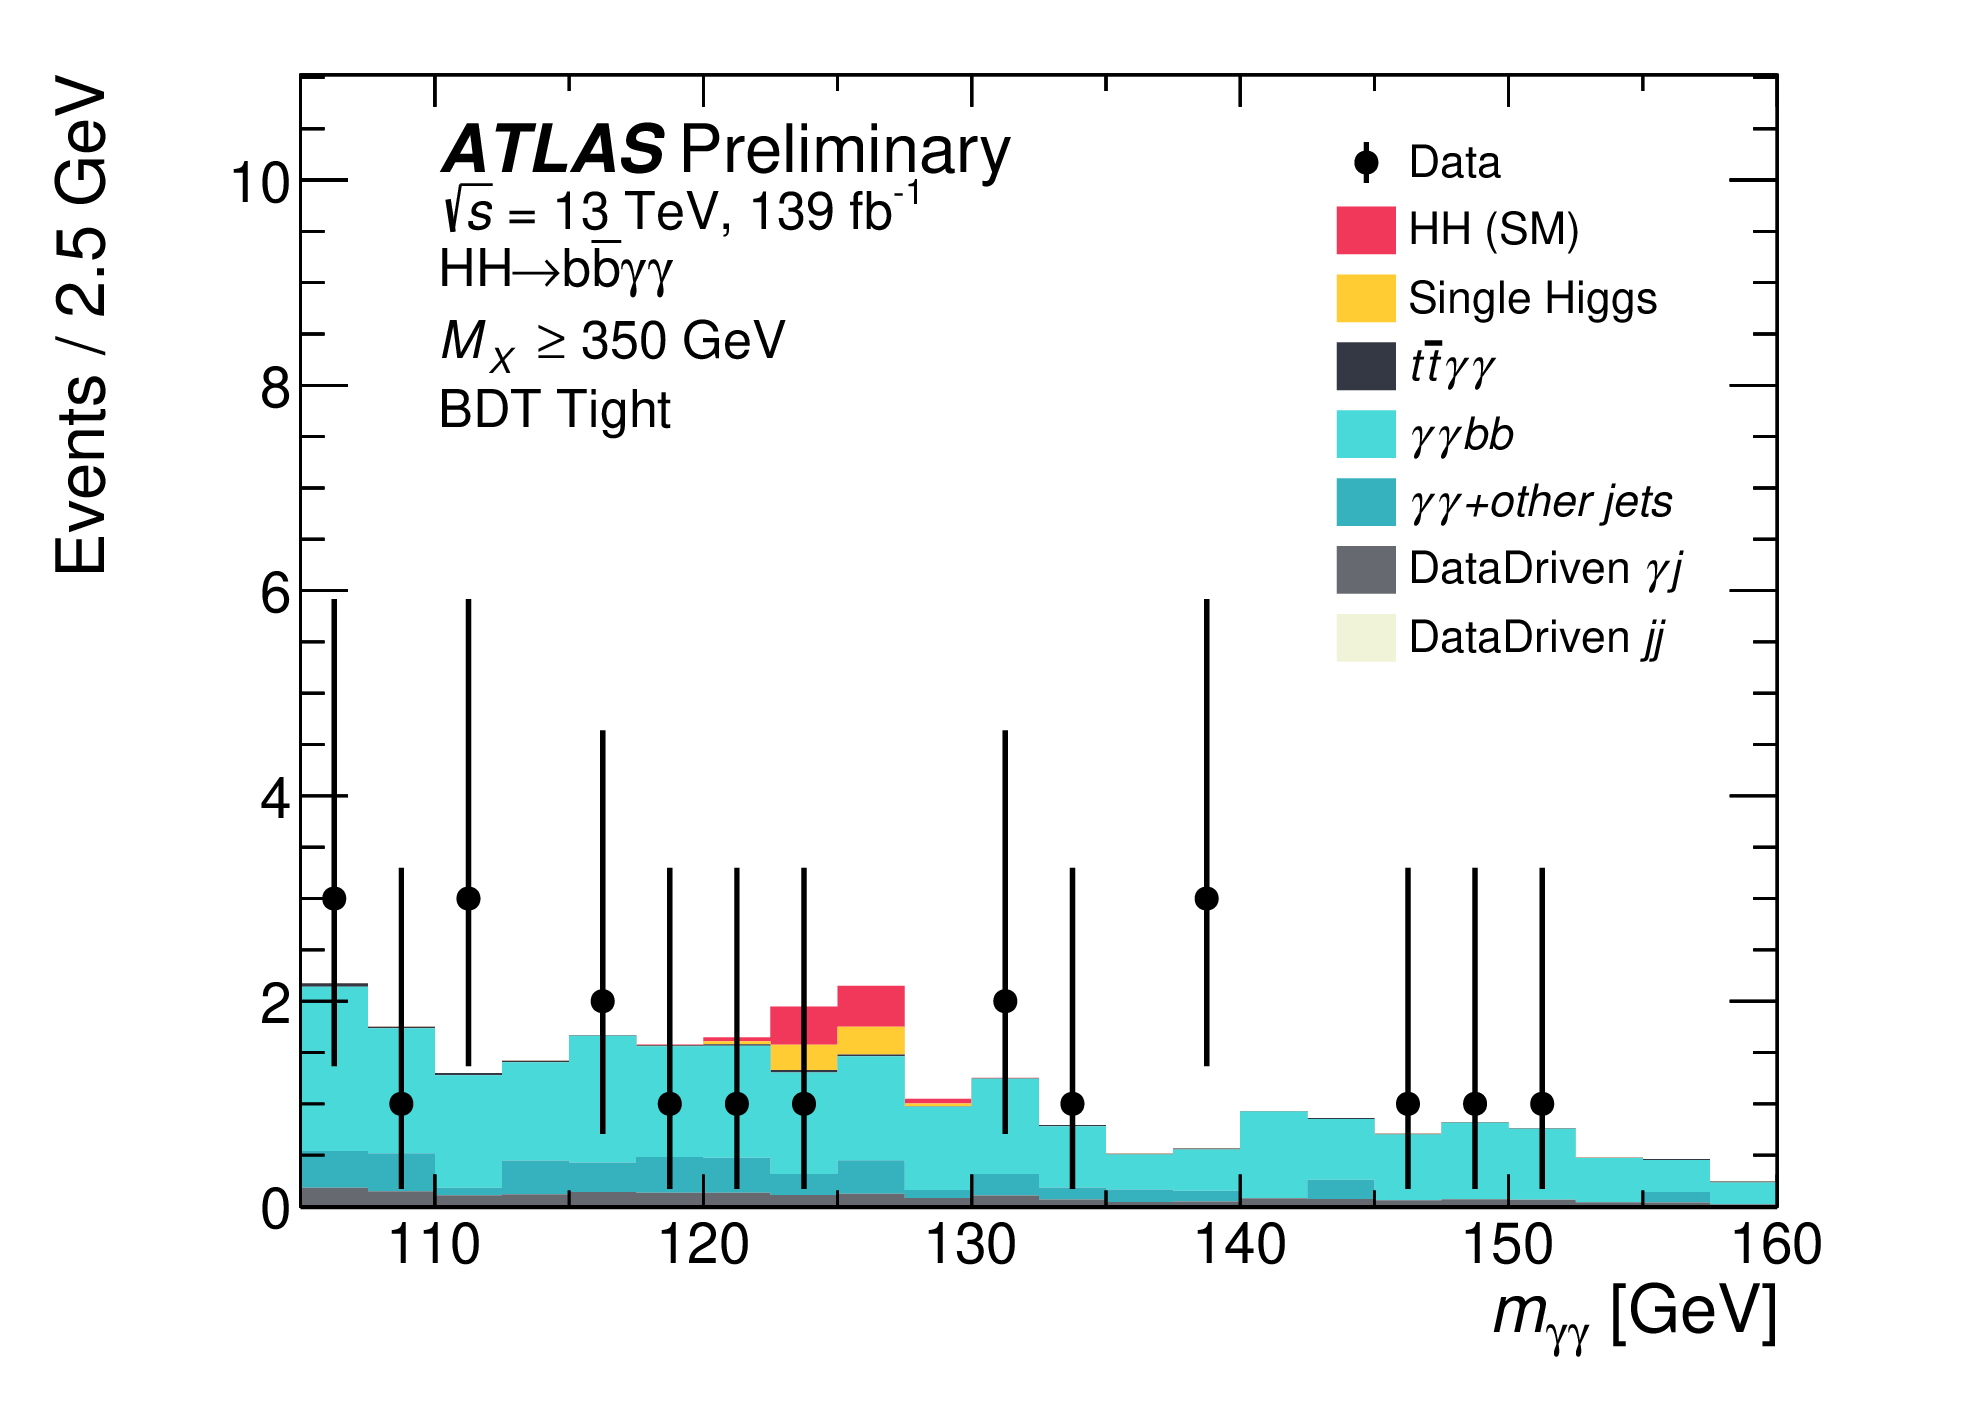 Events / 2.5 GeV
ATLAS Preliminary
√s = 13 TeV, 139 fb⁻¹
HH→bb̅γγ
M_X ≥ 350 GeV
BDT Tight
Data
HH (SM)
Single Higgs
tt̅γγ
γγbb
γγ+other jets
DataDriven γj
DataDriven jj
10
8
6
4
2
0
110 120 130 140 150 160
m_γγ [GeV]